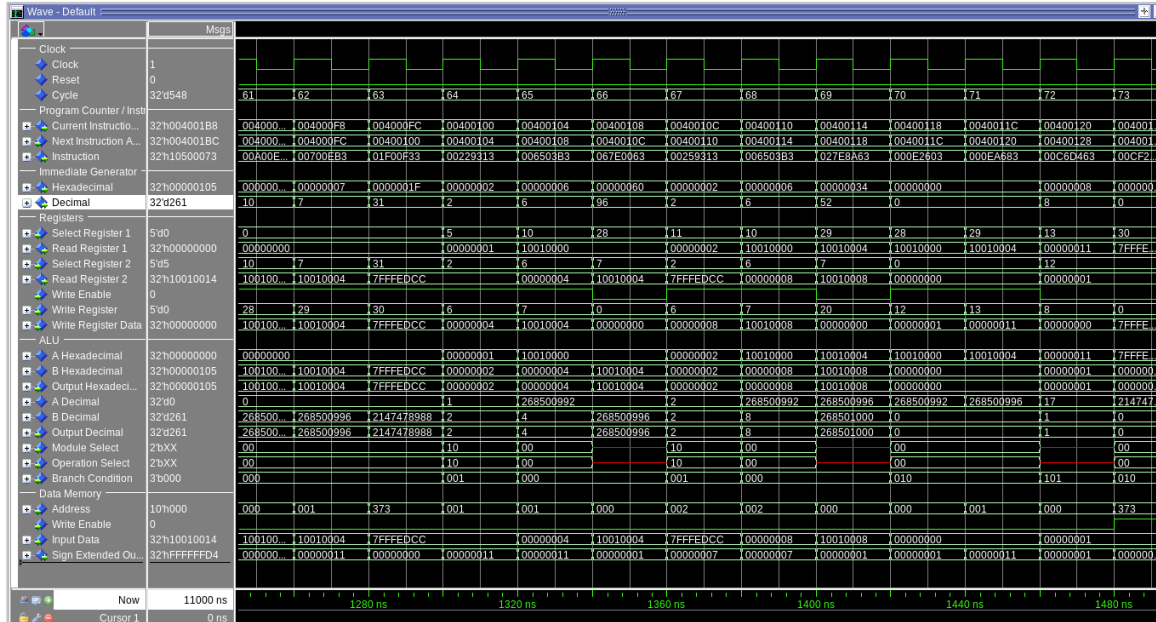 Wave - Default
Msgs
Clock
Clock 1
Reset 0
Cycle 32'd548 61 62 63 64 65 66 67 68 69 70 71 72 73
Program Counter / Instr
Current Instructio... 32'h004001B8 004000... 004000F8 004000FC 00400100 00400104 00400108 0040010C 00400110 00400114 00400118 0040011C 00400120 004001
Next Instruction A... 32'h004001BC 004000... 004000FC 00400100 00400104 00400108 0040010C 00400110 00400114 00400118 0040011C 00400120 00400128 004001
Instruction 32'h10500073 00A00E... 00700EB3 01F00F33 00229313 006503B3 067E0063 00259313 006503B3 027E8A63 000E2603 000EA683 00C6D463 00CF2...
Immediate Generator
Hexadecimal 32'h00000105 000000... 00000007 0000001F 00000002 00000006 00000060 00000002 00000006 00000034 00000000 00000008 000000
Decimal 32'd261 10 7 31 2 6 96 2 6 52 0 8 0
Registers
Select Register 1 5'd0 0 5 10 28 11 10 29 28 29 13 30
Read Register 1 32'h00000000 00000000 00000001 10010000 00000002 10010000 10010004 10010000 10010004 00000011 7FFFE
Select Register 2 5'd5 10 7 31 2 6 7 2 6 7 0 12
Read Register 2 32'h10010014 100100... 10010004 7FFFEDCC 00000004 10010004 7FFFEDCC 00000008 10010008 00000000 00000001
Write Enable 0
Write Register 5'd0 28 29 30 6 7 0 6 7 20 12 13 8 0
Write Register Data 32'h00000000 100100... 10010004 7FFFEDCC 00000004 10010004 00000000 00000008 10010008 00000000 00000001 00000011 00000000 7FFFE
ALU
A Hexadecimal 32'h00000000 00000000 00000001 10010000 00000002 10010000 10010004 10010000 10010004 00000011 7FFFE
B Hexadecimal 32'h00000105 100100... 10010004 7FFFEDCC 00000002 00000004 10010004 00000002 00000008 10010008 00000000 00000001 000000
Output Hexadeci... 32'h00000105 100100... 10010004 7FFFEDCC 00000002 00000004 10010004 00000002 00000008 10010008 00000000 00000001 000000
A Decimal 32'd0 0 1 268500992 2 268500992 268500996 268500992 268500996 17 214747
B Decimal 32'd261 268500... 268500996 2147478988 2 4 268500996 2 8 268501000 0 1 0
Output Decimal 32'd261 268500... 268500996 2147478988 2 4 268500996 2 8 268501000 0 1 0
Module Select 2'bXX 00 10 00 10 00 00 00
Operation Select 2'bXX 00 10 00 10 00 00 00
Branch Condition 3'b000 000 001 000 001 000 010 101 010
Data Memory
Address 10'h000 000 001 373 001 001 000 002 002 000 000 001 000 373
Write Enable 0
Input Data 32'h10010014 100100... 10010004 7FFFEDCC 00000004 10010004 7FFFEDCC 00000008 10010008 00000000 00000001
Sign Extended Ou... 32'hFFFFFFD4 000000... 00000011 00000000 00000011 00000011 00000001 00000007 00000007 00000001 00000001 00000011 00000001 000000
Now 11000 ns 1280 ns 1320 ns 1360 ns 1400 ns 1440 ns 1480 ns
Cursor 1 0 ns